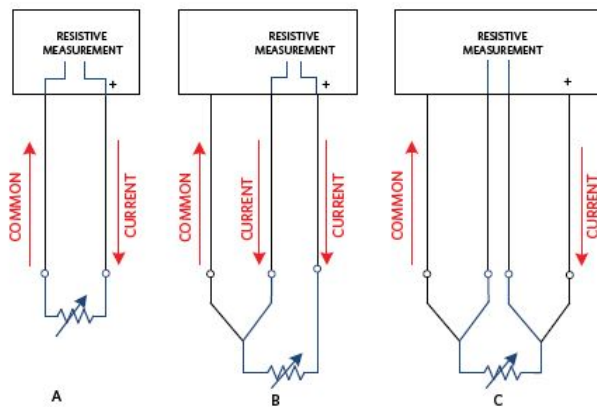 RESISTIVE
MEASUREMENT
+
COMMON
CURRENT
A
RESISTIVE
MEASUREMENT
+
COMMON
CURRENT
CURRENT
B
RESISTIVE
MEASUREMENT
+
COMMON
CURRENT
C